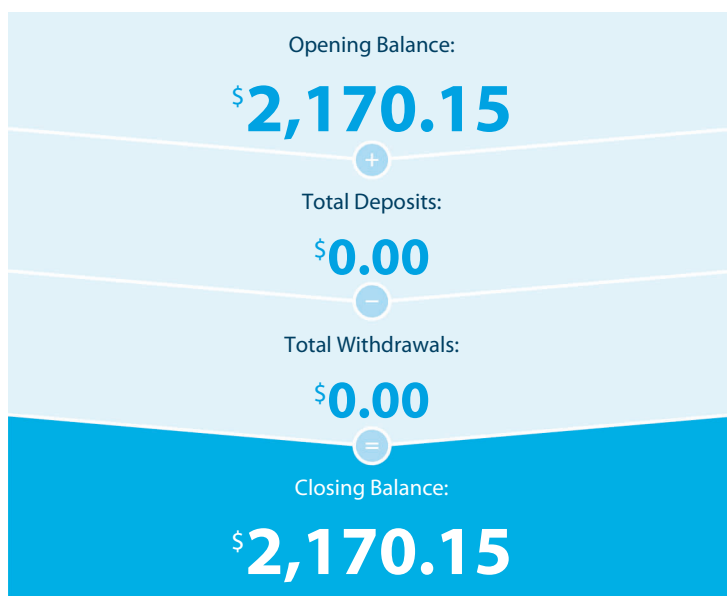 Opening Balance:
$2,170.15
+
Total Deposits:
$0.00
−
Total Withdrawals:
$0.00
=
Closing Balance:
$2,170.15